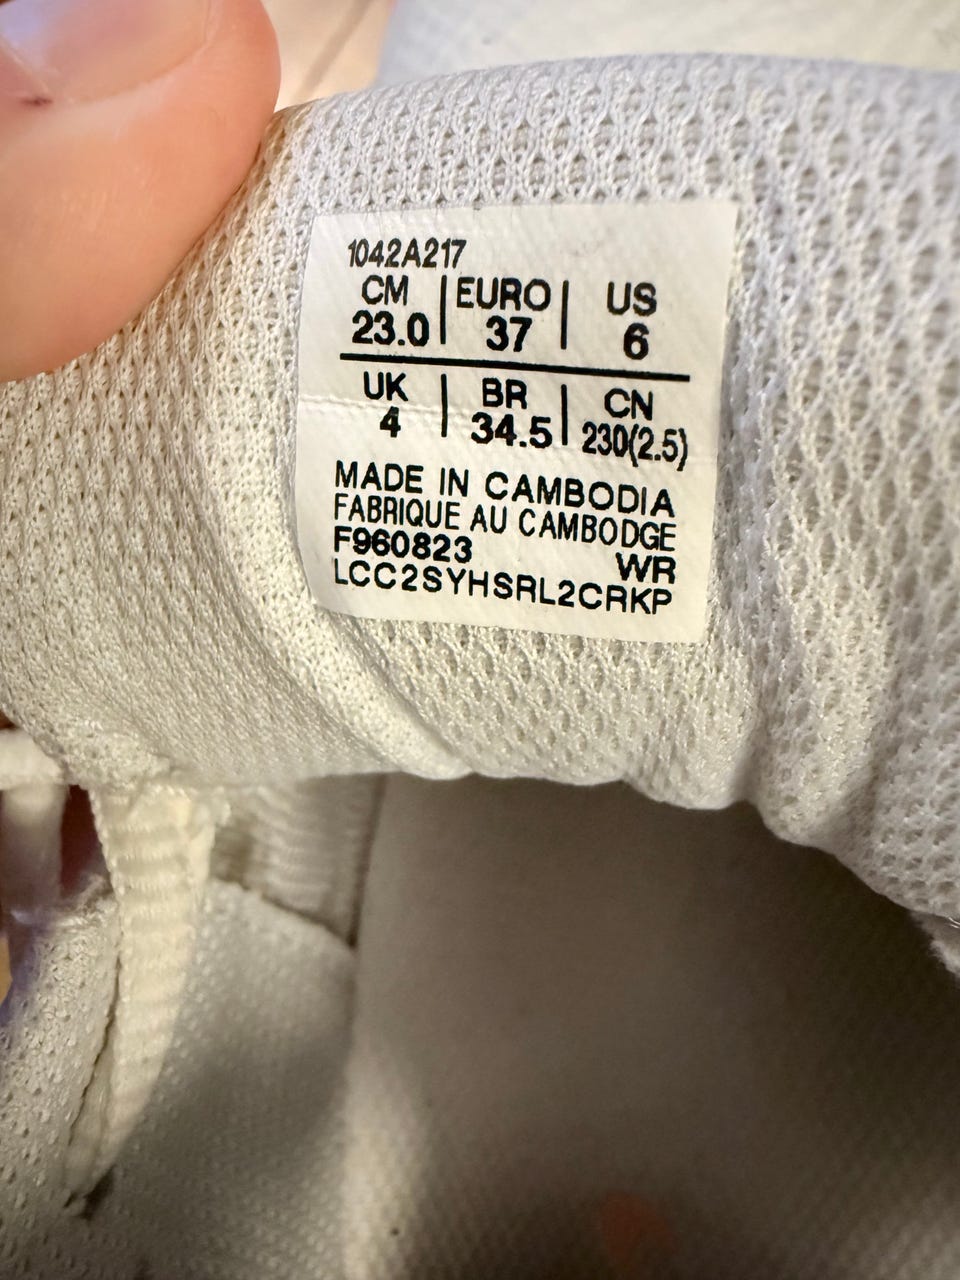 1042A217
CM | EURO | US
23.0 | 37 | 6
UK | BR | CN
4 | 34.5 | 230(2.5)
MADE IN CAMBODIA
FABRIQUE AU CAMBODGE
F960823 WR
LCC2SYHSRL2CRKP